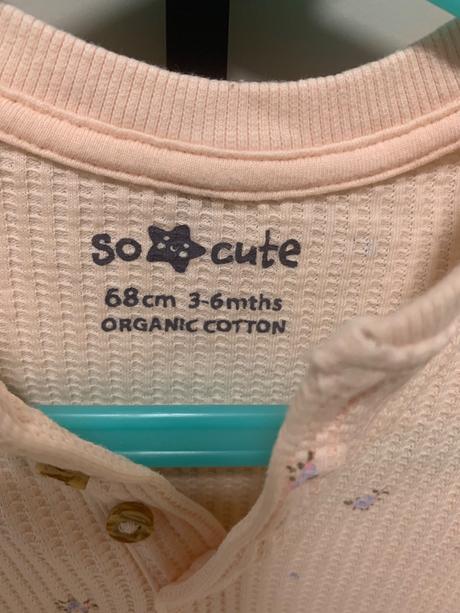 so cute
68cm 3-6mths
ORGANIC COTTON